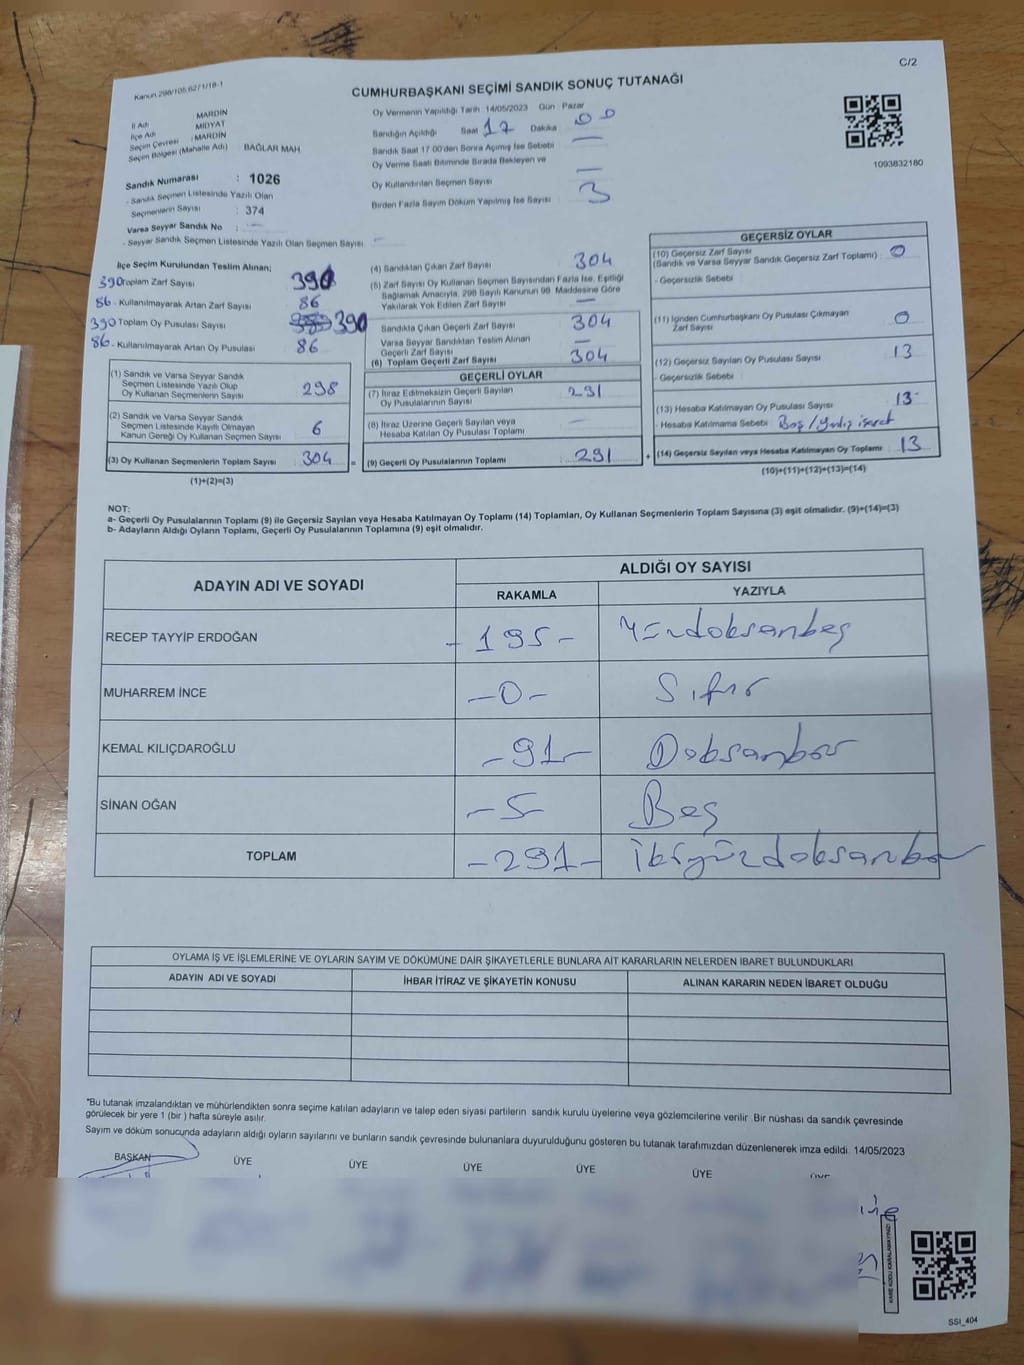 C/2
Kanun.298/105,6271/18-1
CUMHURBAŞKANI SEÇİMİ SANDIK SONUÇ TUTANAĞI
İl Adı MARDİN
İlçe Adı MİDYAT
Seçim Çevresi : MARDİN
Seçim Bölgesi (Mahalle Adı) : BAĞLAR MAH.
Sandık Numarası : 1026
- Sandık Seçmen Listesinde Yazılı Olan
Seçmenlerin Sayısı : 374
Varsa Seyyar Sandık No : —
- Seyyar Sandık Seçmen Listesinde Yazılı Olan Seçmen Sayısı —
Oy Vermenin Yapıldığı Tarih 14/05/2023 Gün Pazar
Sandığın Açıldığı Saat 17 Dakika 00
Sandık Saat 17.00'den Sonra Açımış İse Sebebi —
Oy Verme Saati Bitiminde Sırada Bekleyen ve
Oy Kullandırılan Seçmen Sayısı —
Birden Fazla Sayım Döküm Yapılmış İse Sayısı 3
1093832180
İlçe Seçim Kurulundan Teslim Alınan;
390 Toplam Zarf Sayısı 390
86 - Kullanılmayarak Artan Zarf Sayısı 86
390 Toplam Oy Pusulası Sayısı 390
86 - Kullanılmayarak Artan Oy Pusulası 86
(1) Sandık ve Varsa Seyyar Sandık
Seçmen Listesinde Yazılı Olup
Oy Kullanan Seçmenlerin Sayısı 298
(2) Sandık ve Varsa Seyyar Sandık
Seçmen Listesinde Kayıtlı Olmayan
Kanun Gereği Oy Kullanan Seçmen Sayısı 6
(3) Oy Kullanan Seçmenlerin Toplam Sayısı 304 =
(1)+(2)=(3)
(4) Sandıktan Çıkan Zarf Sayısı 304
(5) Zarf Sayısı Oy Kullanan Seçmen Sayısından Fazla İse, Eşitliği
Sağlamak Amacıyla, 298 Sayılı Kanunun 98. Maddesine Göre
Yakılarak Yok Edilen Zarf Sayısı —
Sandıkta Çıkan Geçerli Zarf Sayısı 304
Varsa Seyyar Sandıktan Teslim Alınan
Geçerli Zarf Sayısı —
(6) Toplam Geçerli Zarf Sayısı 304
GEÇERLİ OYLAR
(7) İtiraz Edilmeksizin Geçerli Sayılan
Oy Pusulalarının Sayısı 291
(8) İtiraz Üzerine Geçerli Sayılan veya
Hesaba Katılan Oy Pusulaları Toplamı —
(9) Geçerli Oy Pusulalarının Toplamı 291 +
GEÇERSİZ OYLAR
(10) Geçersiz Zarf Sayısı
(Sandık ve Varsa Seyyar Sandık Geçersiz Zarf Toplamı) 0
- Geçersizlik Sebebi
(11) İçinden Cumhurbaşkanı Oy Pusulası Çıkmayan
Zarf Sayısı 0
(12) Geçersiz Sayılan Oy Pusulası Sayısı 13
- Geçersizlik Sebebi :
(13) Hesaba Katılmayan Oy Pusulası Sayısı 13
- Hesaba Katılmama Sebebi Boş/yanlış işaret
(14) Geçersiz Sayılan veya Hesaba Katılmayan Oy Toplamı 13
(10)+(11)+(12)+(13)=(14)
NOT:
a- Geçerli Oy Pusulalarının Toplamı (9) ile Geçersiz Sayılan veya Hesaba Katılmayan Oy Toplamı (14) Toplamları, Oy Kullanan Seçmenlerin Toplam Sayısına (3) eşit olmalıdır. (9)+(14)=(3)
b- Adayların Aldığı Oyların Toplamı, Geçerli Oy Pusulalarının Toplamına (9) eşit olmalıdır.
ADAYIN ADI VE SOYADI ALDIĞI OY SAYISI
RAKAMLA YAZIYLA
RECEP TAYYİP ERDOĞAN - 195 - Yüzdoksanbeş
MUHARREM İNCE - 0 - Sıfır
KEMAL KILIÇDAROĞLU - 91 - Doksanbir
SİNAN OĞAN - 5 - Beş
TOPLAM - 291 - İkiyüzdoksanbir
OYLAMA İŞ VE İŞLEMLERİNE VE OYLARIN SAYIM VE DÖKÜMÜNE DAİR ŞİKAYETLERLE BUNLARA AİT KARARLARIN NELERDEN İBARET BULUNDUKLARI
ADAYIN ADI VE SOYADI İHBAR İTİRAZ VE ŞİKAYETİN KONUSU ALINAN KARARIN NEDEN İBARET OLDUĞU
*Bu tutanak imzalandıktan ve mühürlendikten sonra seçime katılan adayların ve talep eden siyasi partilerin sandık kurulu üyelerine veya gözlemcilerine verilir. Bir nüshası da sandık çevresinde
görülecek bir yere 1 (bir) hafta süreyle asılır.
Sayım ve döküm sonucunda adayların aldığı oyların sayılarını ve bunların sandık çevresinde bulunanlara duyurulduğunu gösteren bu tutanak tarafımızdan düzenlenerek imza edildi. 14/05/2023
BAŞKAN ÜYE ÜYE ÜYE ÜYE ÜYE ÜYE
KARE KODU KARALAMAYINIZ!
SSI_404